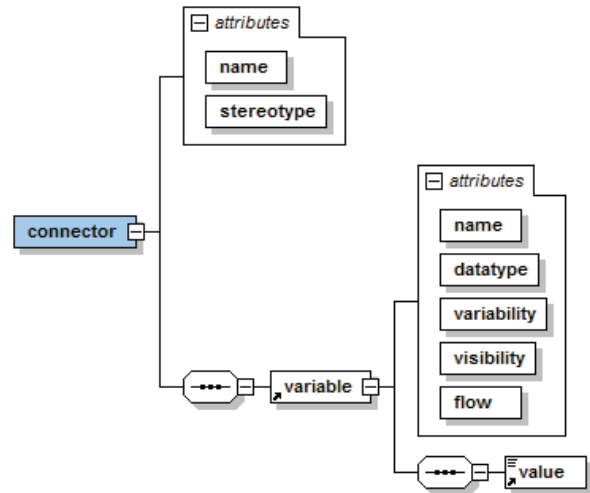 attributes
name
stereotype
attributes
name
connector
datatype
variability
visibility
variable
flow
value